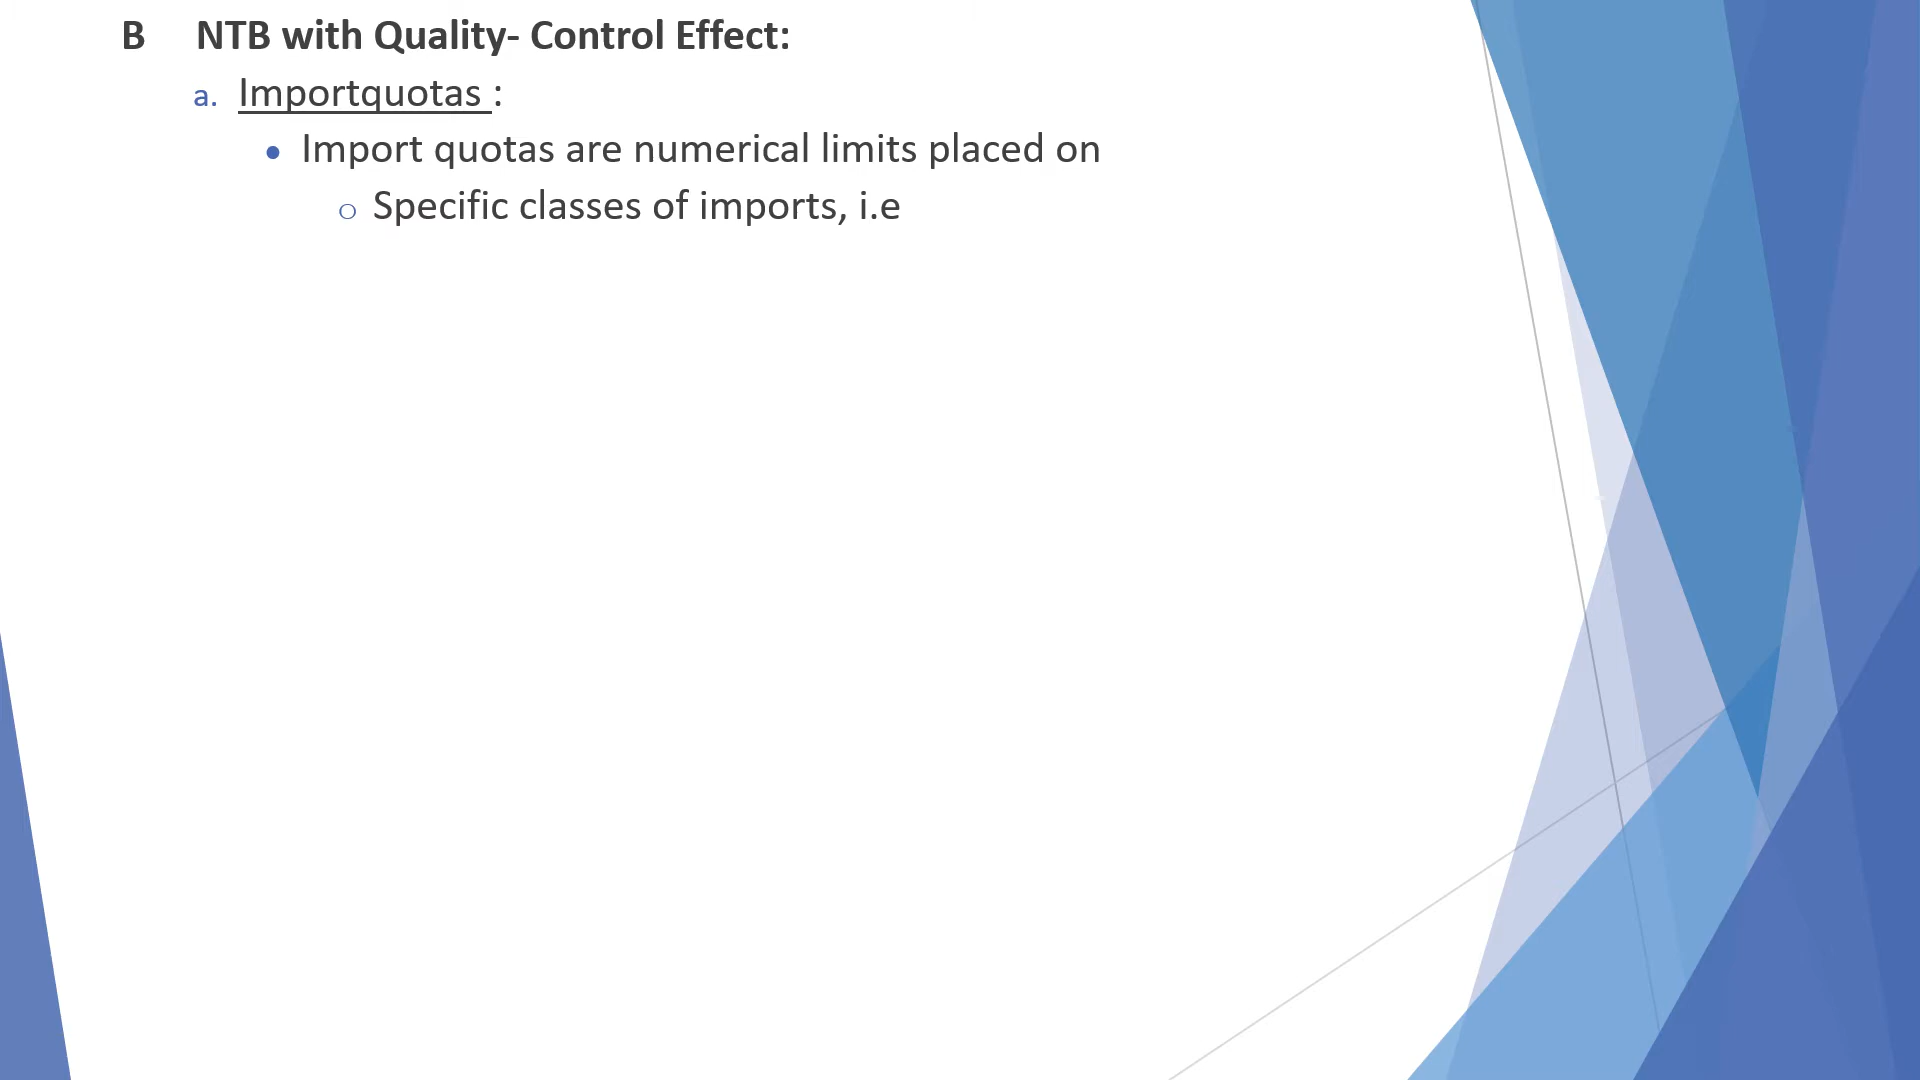 B NTB with Quality- Control Effect:
a. Importquotas :
• Import quotas are numerical limits placed on
o Specific classes of imports, i.e